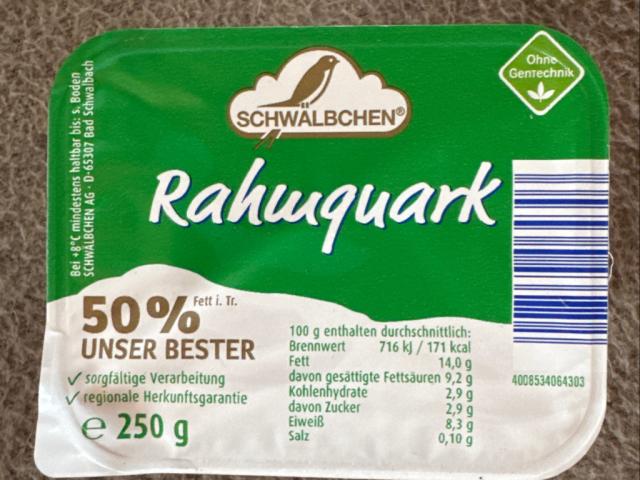 SCHWÄLBCHEN®
Ohne
GenTechnik
Rahmquark
Bei +8°C mindestens haltbar bis: s. Boden
SCHWÄLBCHEN AG · D-65307 Bad Schwalbach
50% Fett i. Tr.
UNSER BESTER
✓ sorgfältige Verarbeitung
✓ regionale Herkunftsgarantie
e 250 g
100 g enthalten durchschnittlich:
Brennwert 716 kJ / 171 kcal
Fett 14,0 g
davon gesättigte Fettsäuren 9,2 g
Kohlenhydrate 2,9 g
davon Zucker 2,9 g
Eiweiß 8,3 g
Salz 0,10 g
4008534064303